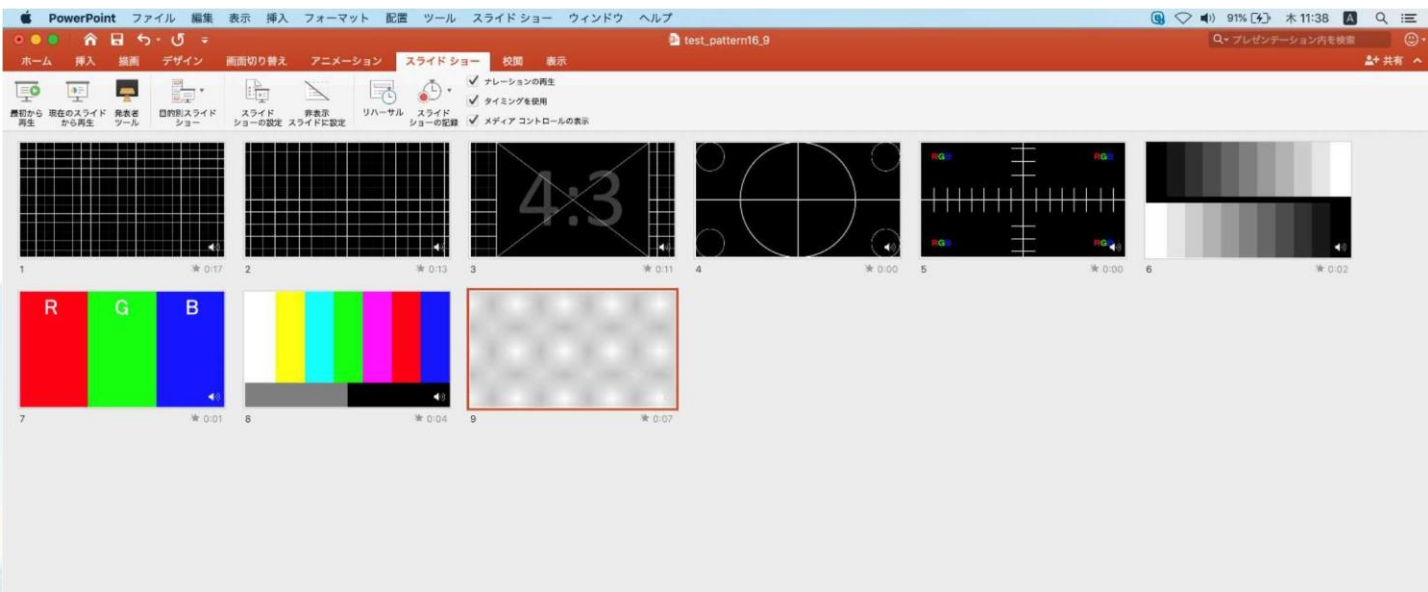 PowerPoint ファイル 編集 表示 挿入 フォーマット 配置 ツール スライド ショー ウィンドウ ヘルプ 91% 木 11:38 A
test_pattern16_9 プレゼンテーション内を検索
ホーム 挿入 描画 デザイン 画面切り替え アニメーション スライド ショー 校閲 表示 共有
最初から 再生
現在のスライド から再生
発表者 ツール
目的別スライド ショー
スライド ショーの設定
非表示 スライドに設定
リハーサル
スライド ショーの記録
ナレーションの再生
タイミングを使用
メディア コントロールの表示
4:3
RGB RGB
RGB RGB
1 0:17 2 0:13 3 0:11 4 0:00 5 0:00 6 0:02
R G B
7 0:01 8 0:04 9 0:07